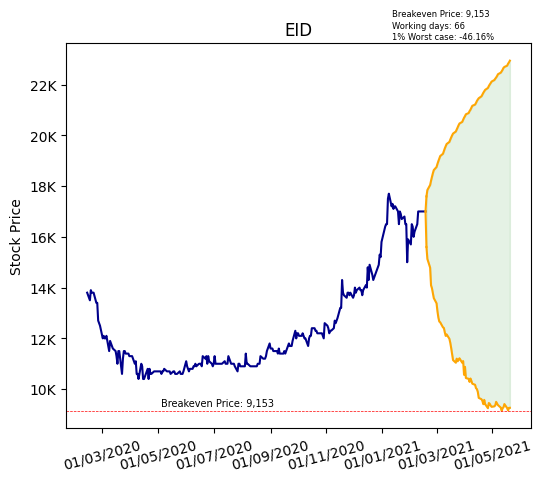 Breakeven Price: 9,153
Working days: 66
1% Worst case: -46.16%
EID
Stock Price
22K
20K
18K
16K
14K
12K
10K
Breakeven Price: 9,153
01/03/2020
01/05/2020
01/07/2020
01/09/2020
01/11/2020
01/01/2021
01/03/2021
01/05/2021